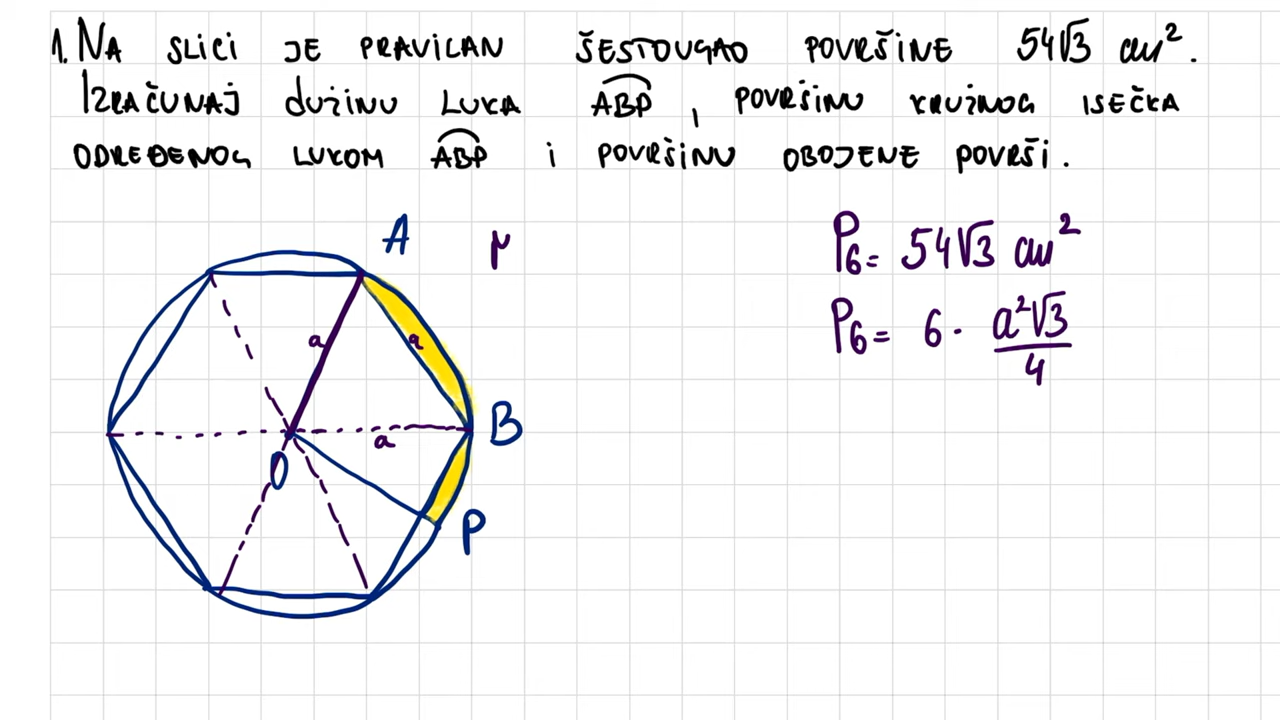 1. NA SLICI JE PRAVILAN ŠESTOUGAO POVRŠINE 54√3 cm².
IZRAČUNAJ DUŽINU LUKA ABP, POVRŠINU KRUŽNOG ISEČKA
ODREĐENOG LUKOM ABP I POVRŠINU OBOJENE POVRŠI.
A
P₆ = 54√3 cm²
P₆ = 6 · a²√3/4
a
a
B
a
O
P